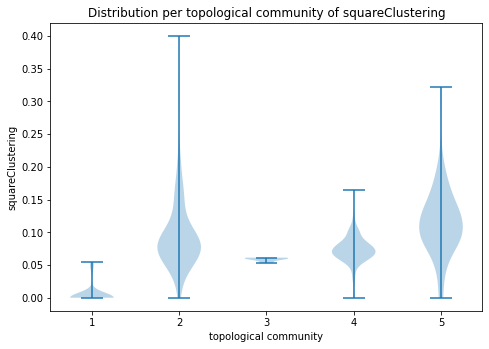 Distribution per topological community of squareClustering
0.40
0.35
0.30
0.25
0.20
0.15
0.10
0.05
0.00
squareClustering
1 2 3 4 5
topological community